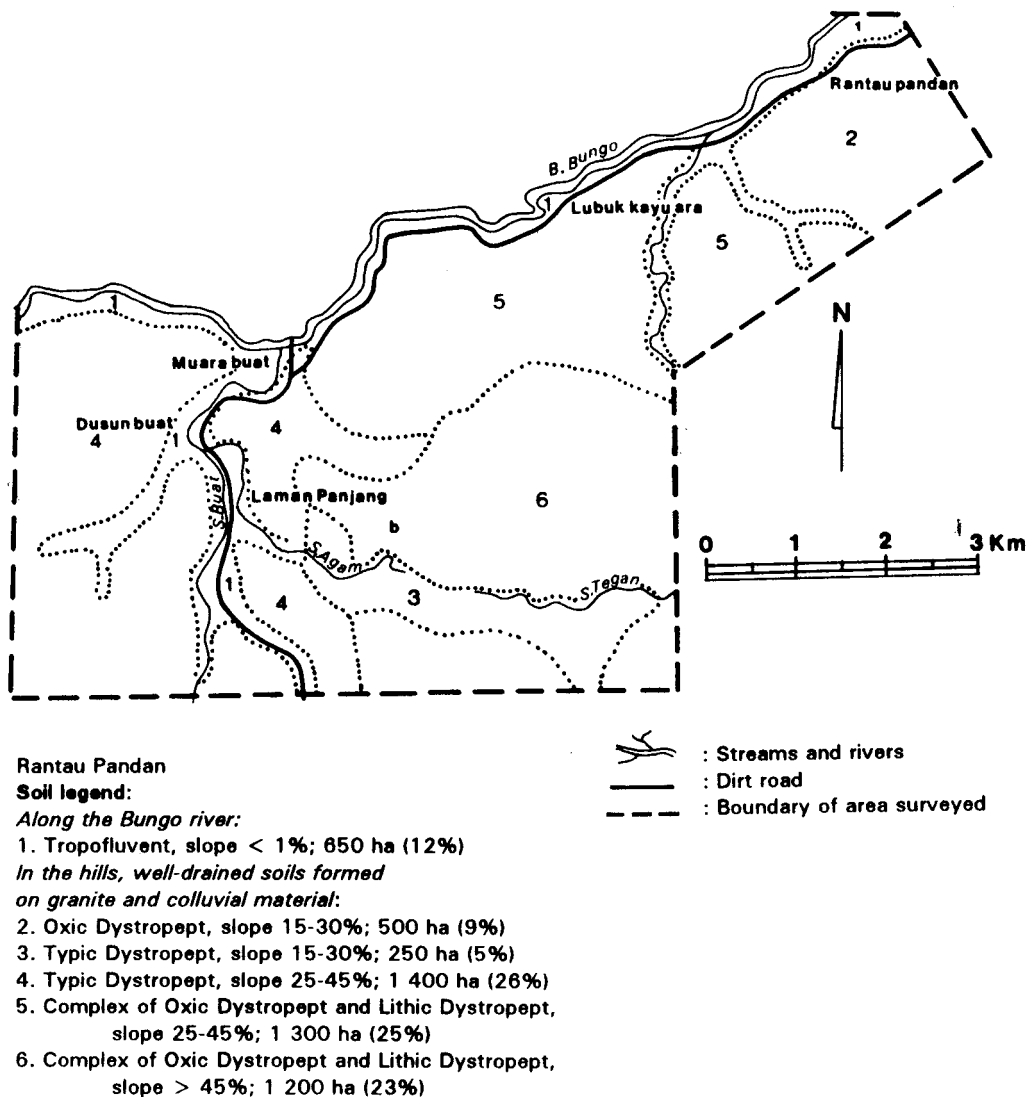 1
Rantau pandan
2
B. Bungo
1
Lubuk kayu ara
5
5
1
N
Muara buat
Dusun buat
4
1
4
6
Laman Panjang
b
S.Buat
S.Agam
S.Tegan
3
1
4
0 1 2 3 Km
Rantau Pandan
Soil legend:
Along the Bungo river:
1. Tropofluvent, slope < 1%; 650 ha (12%)
In the hills, well-drained soils formed
on granite and colluvial material:
2. Oxic Dystropept, slope 15-30%; 500 ha (9%)
3. Typic Dystropept, slope 15-30%; 250 ha (5%)
4. Typic Dystropept, slope 25-45%; 1 400 ha (26%)
5. Complex of Oxic Dystropept and Lithic Dystropept,
slope 25-45%; 1 300 ha (25%)
6. Complex of Oxic Dystropept and Lithic Dystropept,
slope > 45%; 1 200 ha (23%)
: Streams and rivers
: Dirt road
: Boundary of area surveyed